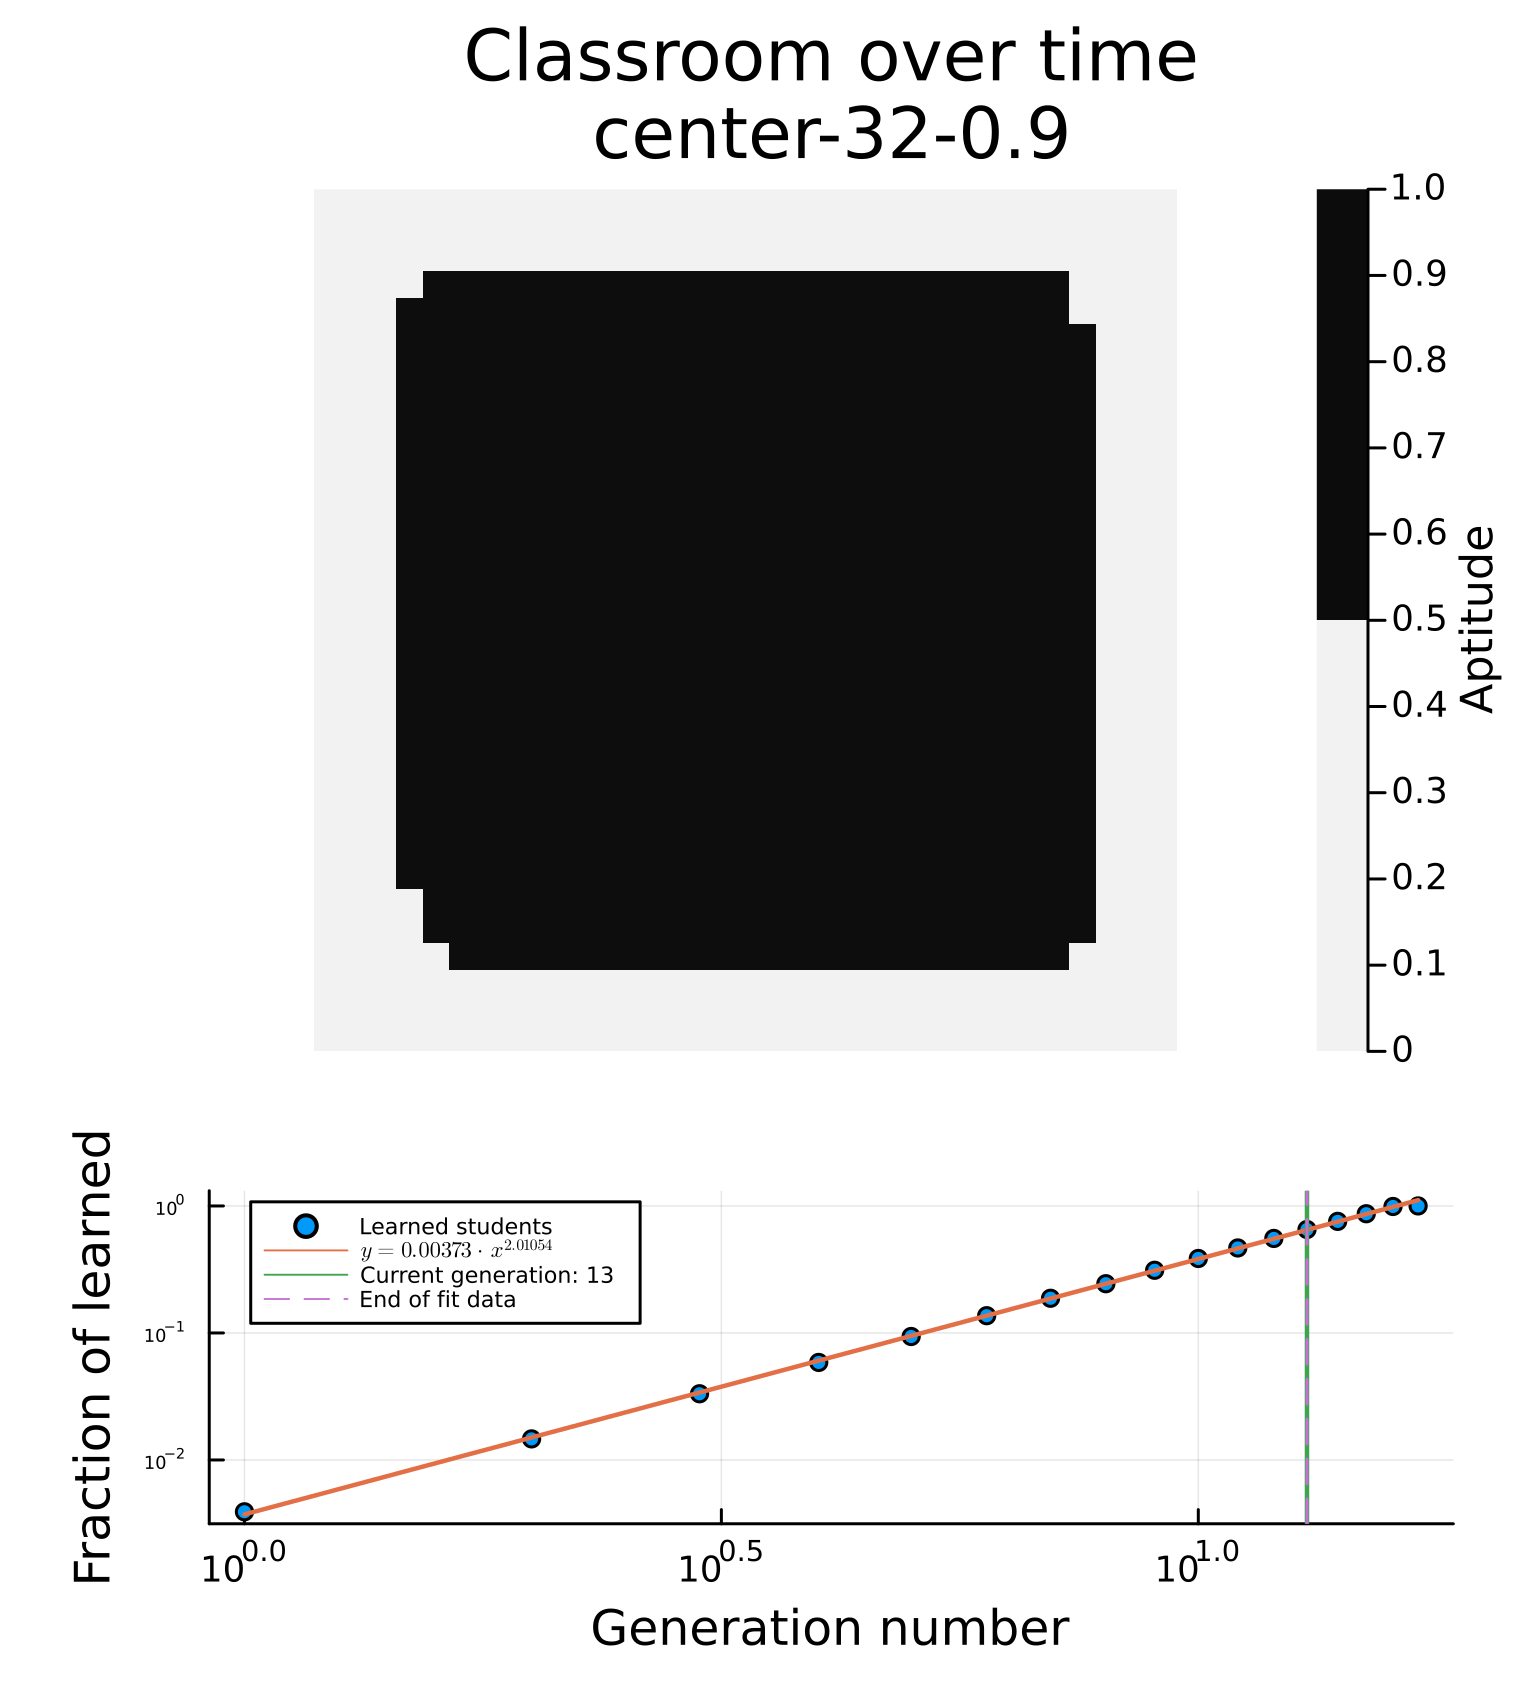 Classroom over time
center-32-0.9
1.0
0.9
0.8
0.7
0.6
0.5
0.4
0.3
0.2
0.1
0
Aptitude
Fraction of learned
10⁰
10⁻¹
10⁻²
Learned students
y = 0.00373 · x^2.01054
Current generation: 13
End of fit data
10^0.0
10^0.5
10^1.0
Generation number